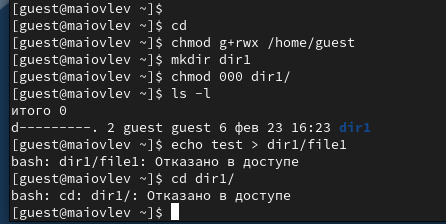 [guest@maiovlev ~]$
[guest@maiovlev ~]$ cd
[guest@maiovlev ~]$ chmod g+rwx /home/guest
[guest@maiovlev ~]$ mkdir dir1
[guest@maiovlev ~]$ chmod 000 dir1/
[guest@maiovlev ~]$ ls -l
итого 0
d---------. 2 guest guest 6 фев 23 16:23 dir1
[guest@maiovlev ~]$ echo test > dir1/file1
bash: dir1/file1: Отказано в доступе
[guest@maiovlev ~]$ cd dir1/
bash: cd: dir1/: Отказано в доступе
[guest@maiovlev ~]$